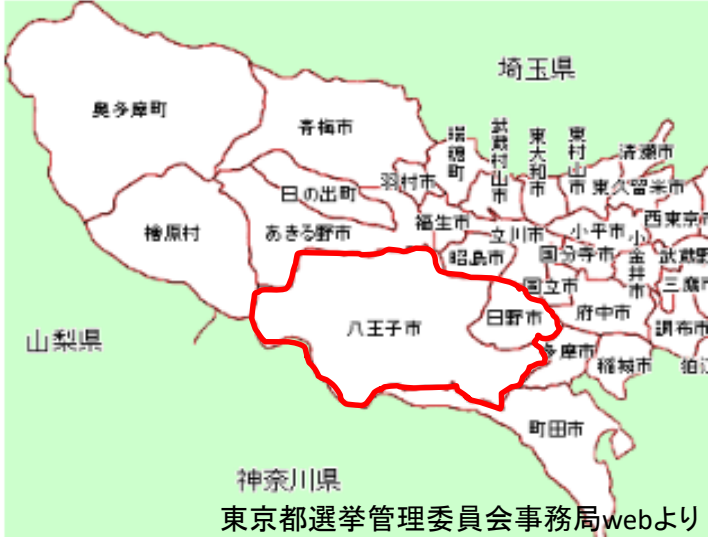 埼玉県
奥多摩町
青梅市
瑞穂町
武蔵村山市
東大和市
東村山市
清瀬市
羽村市
東久留米市
日の出町
檜原村
あきる野市
福生市
立川市
小平市
小金井市
西東京市
昭島市
国分寺市
武蔵野
国立市
三鷹市
八王子市
日野市
府中市
調布市
山梨県
多摩市
稲城市
狛江
町田市
神奈川県
東京都選挙管理委員会事務局webより